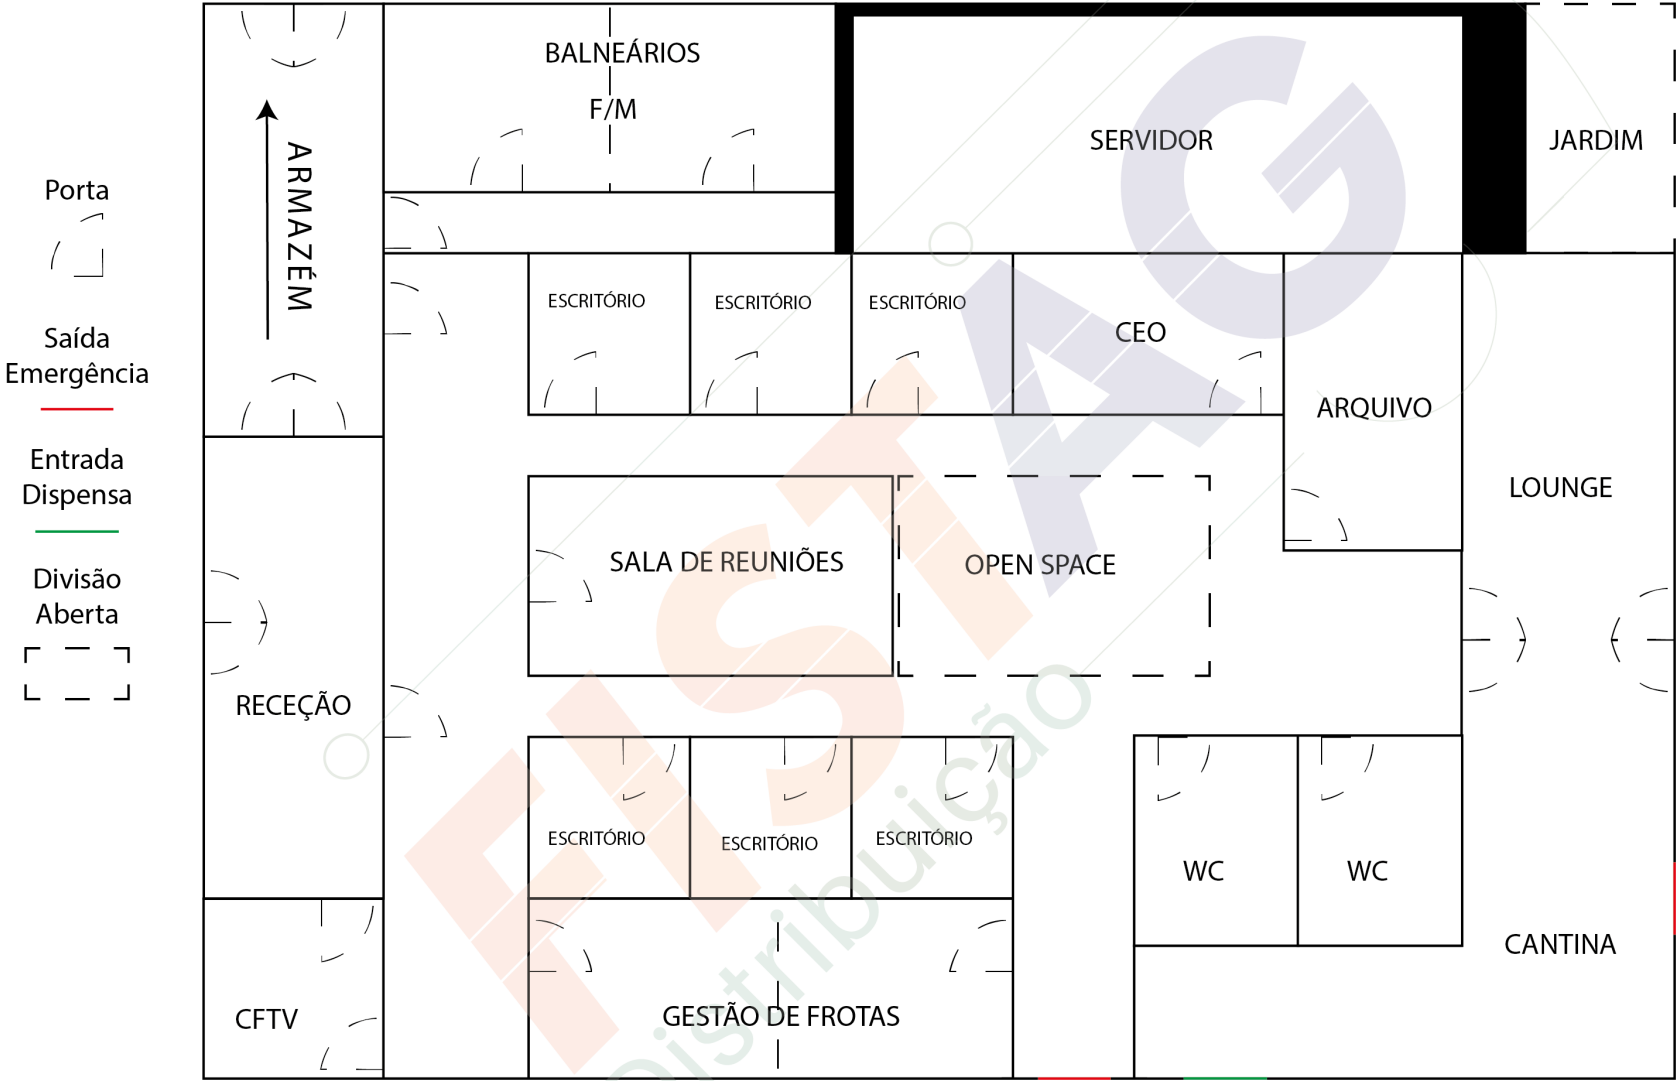 Porta
Saída
Emergência
Entrada
Dispensa
Divisão
Aberta
ARMAZÉM
BALNEÁRIOS
F/M
SERVIDOR
JARDIM
ESCRITÓRIO
ESCRITÓRIO
ESCRITÓRIO
CEO
ARQUIVO
LOUNGE
SALA DE REUNIÕES
OPEN SPACE
RECEÇÃO
ESCRITÓRIO
ESCRITÓRIO
ESCRITÓRIO
WC
WC
CANTINA
CFTV
GESTÃO DE FROTAS
FISTAG
Distribuição